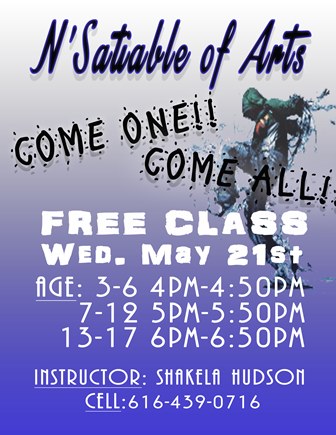 N'Satiable of Arts
COME ONE!!
COME ALL!!
FREE CLASS
WED. MAY 21st
AGE: 3-6 4PM-4:50PM
7-12 5PM-5:50PM
13-17 6PM-6:50PM
INSTRUCTOR: SHAKELA HUDSON
CELL:616-439-0716